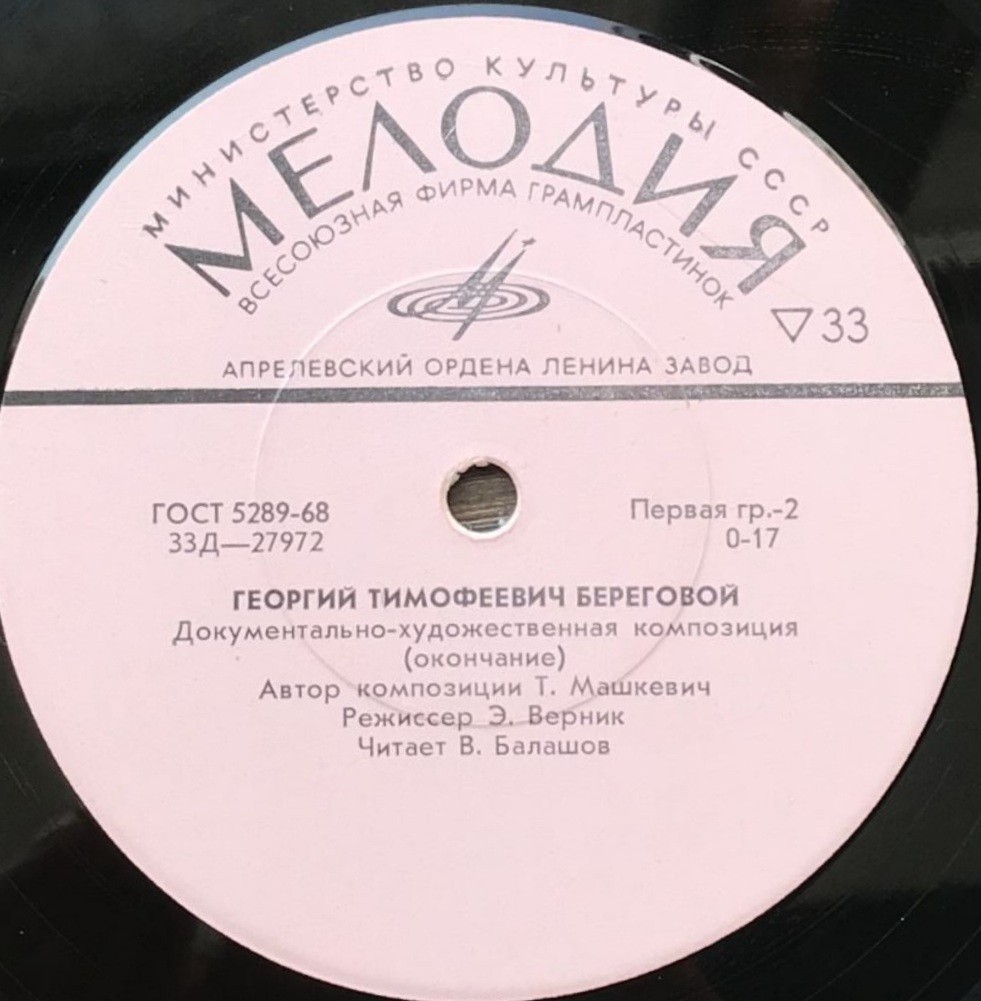 МИНИСТЕРСТВО КУЛЬТУРЫ СССР
МЕЛОДИЯ
ВСЕСОЮЗНАЯ ФИРМА ГРАМПЛАСТИНОК
▽33
АПРЕЛЕВСКИЙ ОРДЕНА ЛЕНИНА ЗАВОД
ГОСТ 5289-68 Первая гр.-2
33Д—27972 0-17
ГЕОРГИЙ ТИМОФЕЕВИЧ БЕРЕГОВОЙ
Документально-художественная композиция
(окончание)
Автор композиции Т. Машкевич
Режиссер Э. Верник
Читает В. Балашов